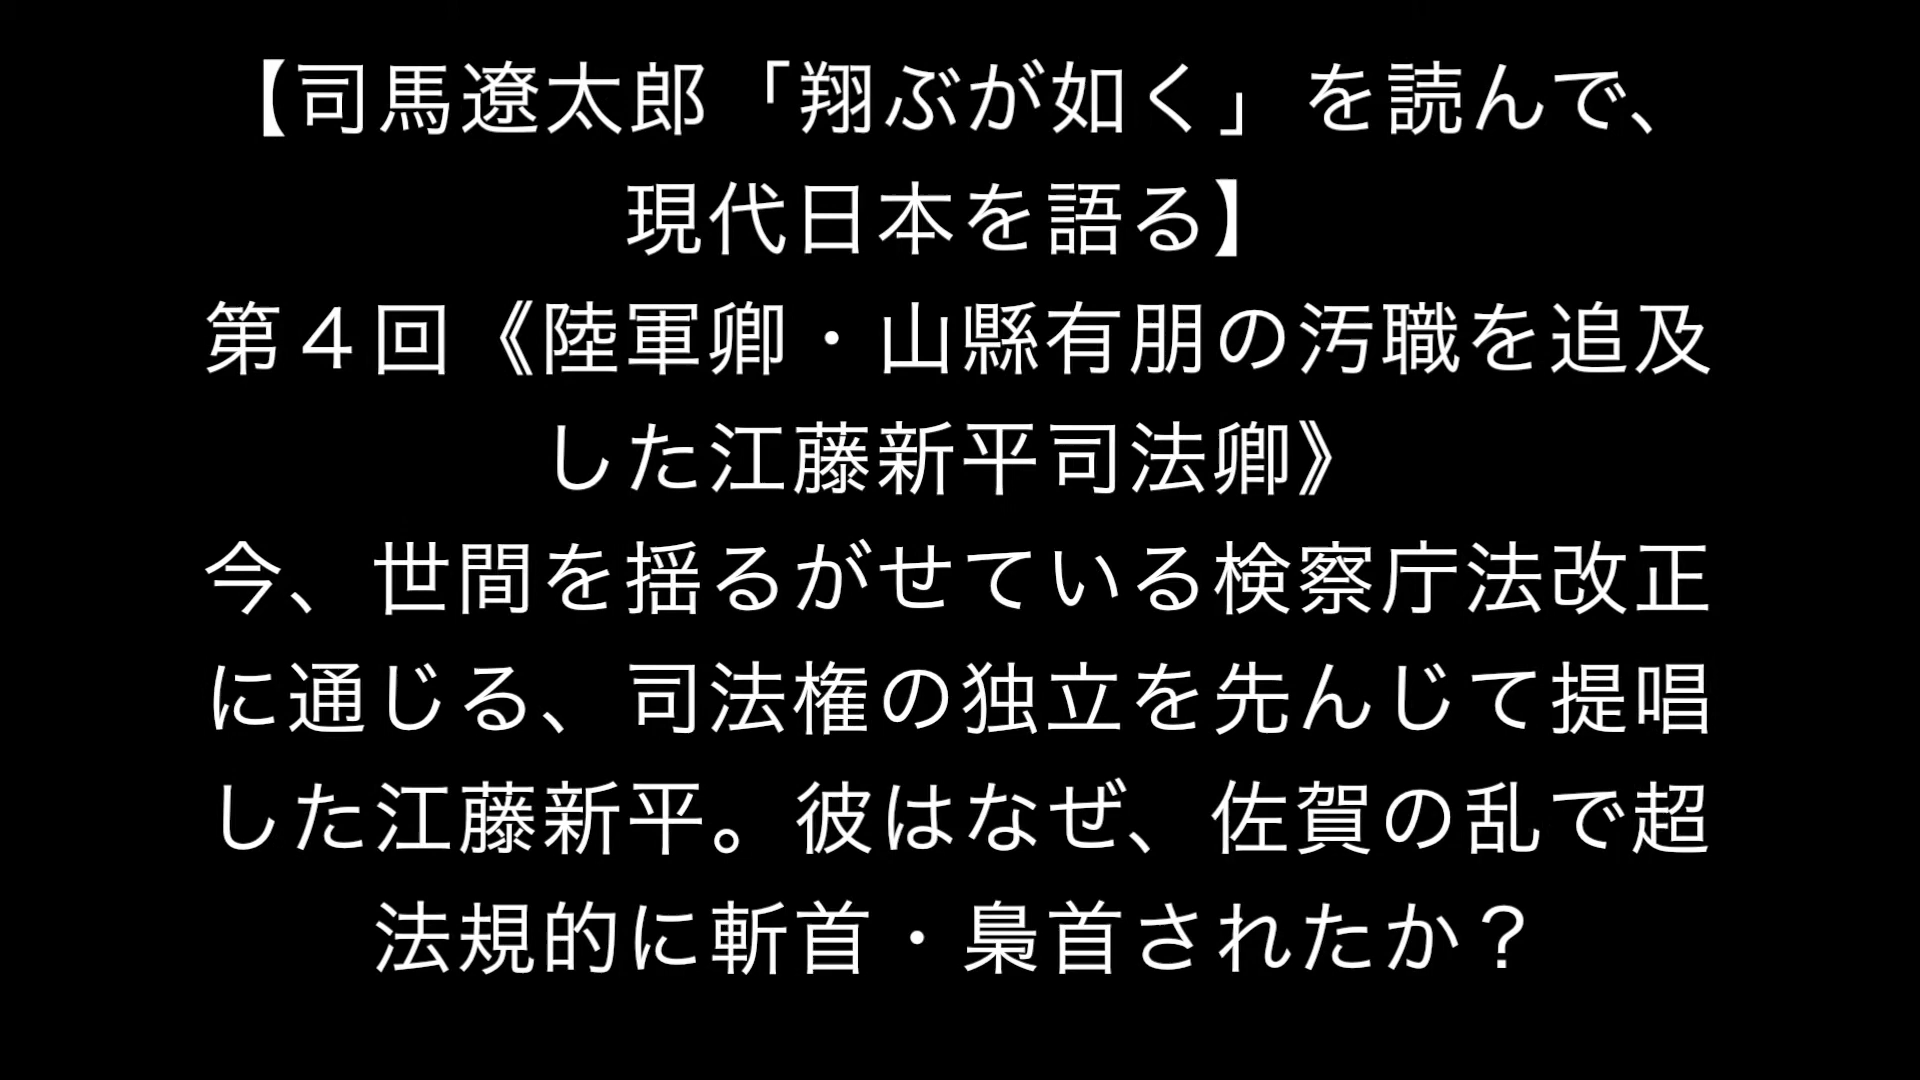 【司馬遼太郎「翔ぶが如く」を読んで、
現代日本を語る】
第４回《陸軍卿・山縣有朋の汚職を追及
した江藤新平司法卿》
今、世間を揺るがせている検察庁法改正
に通じる、司法権の独立を先んじて提唱
した江藤新平。彼はなぜ、佐賀の乱で超
法規的に斬首・梟首されたか？